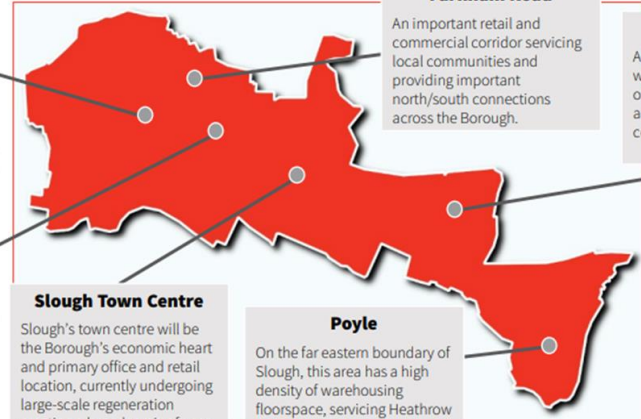 An important retail and
commercial corridor servicing
local communities and
providing important
north/south connections
across the Borough.
Slough Town Centre
Slough's town centre will be
the Borough's economic heart
and primary office and retail
location, currently undergoing
large-scale regeneration
Poyle
On the far eastern boundary of
Slough, this area has a high
density of warehousing
floorspace, servicing Heathrow